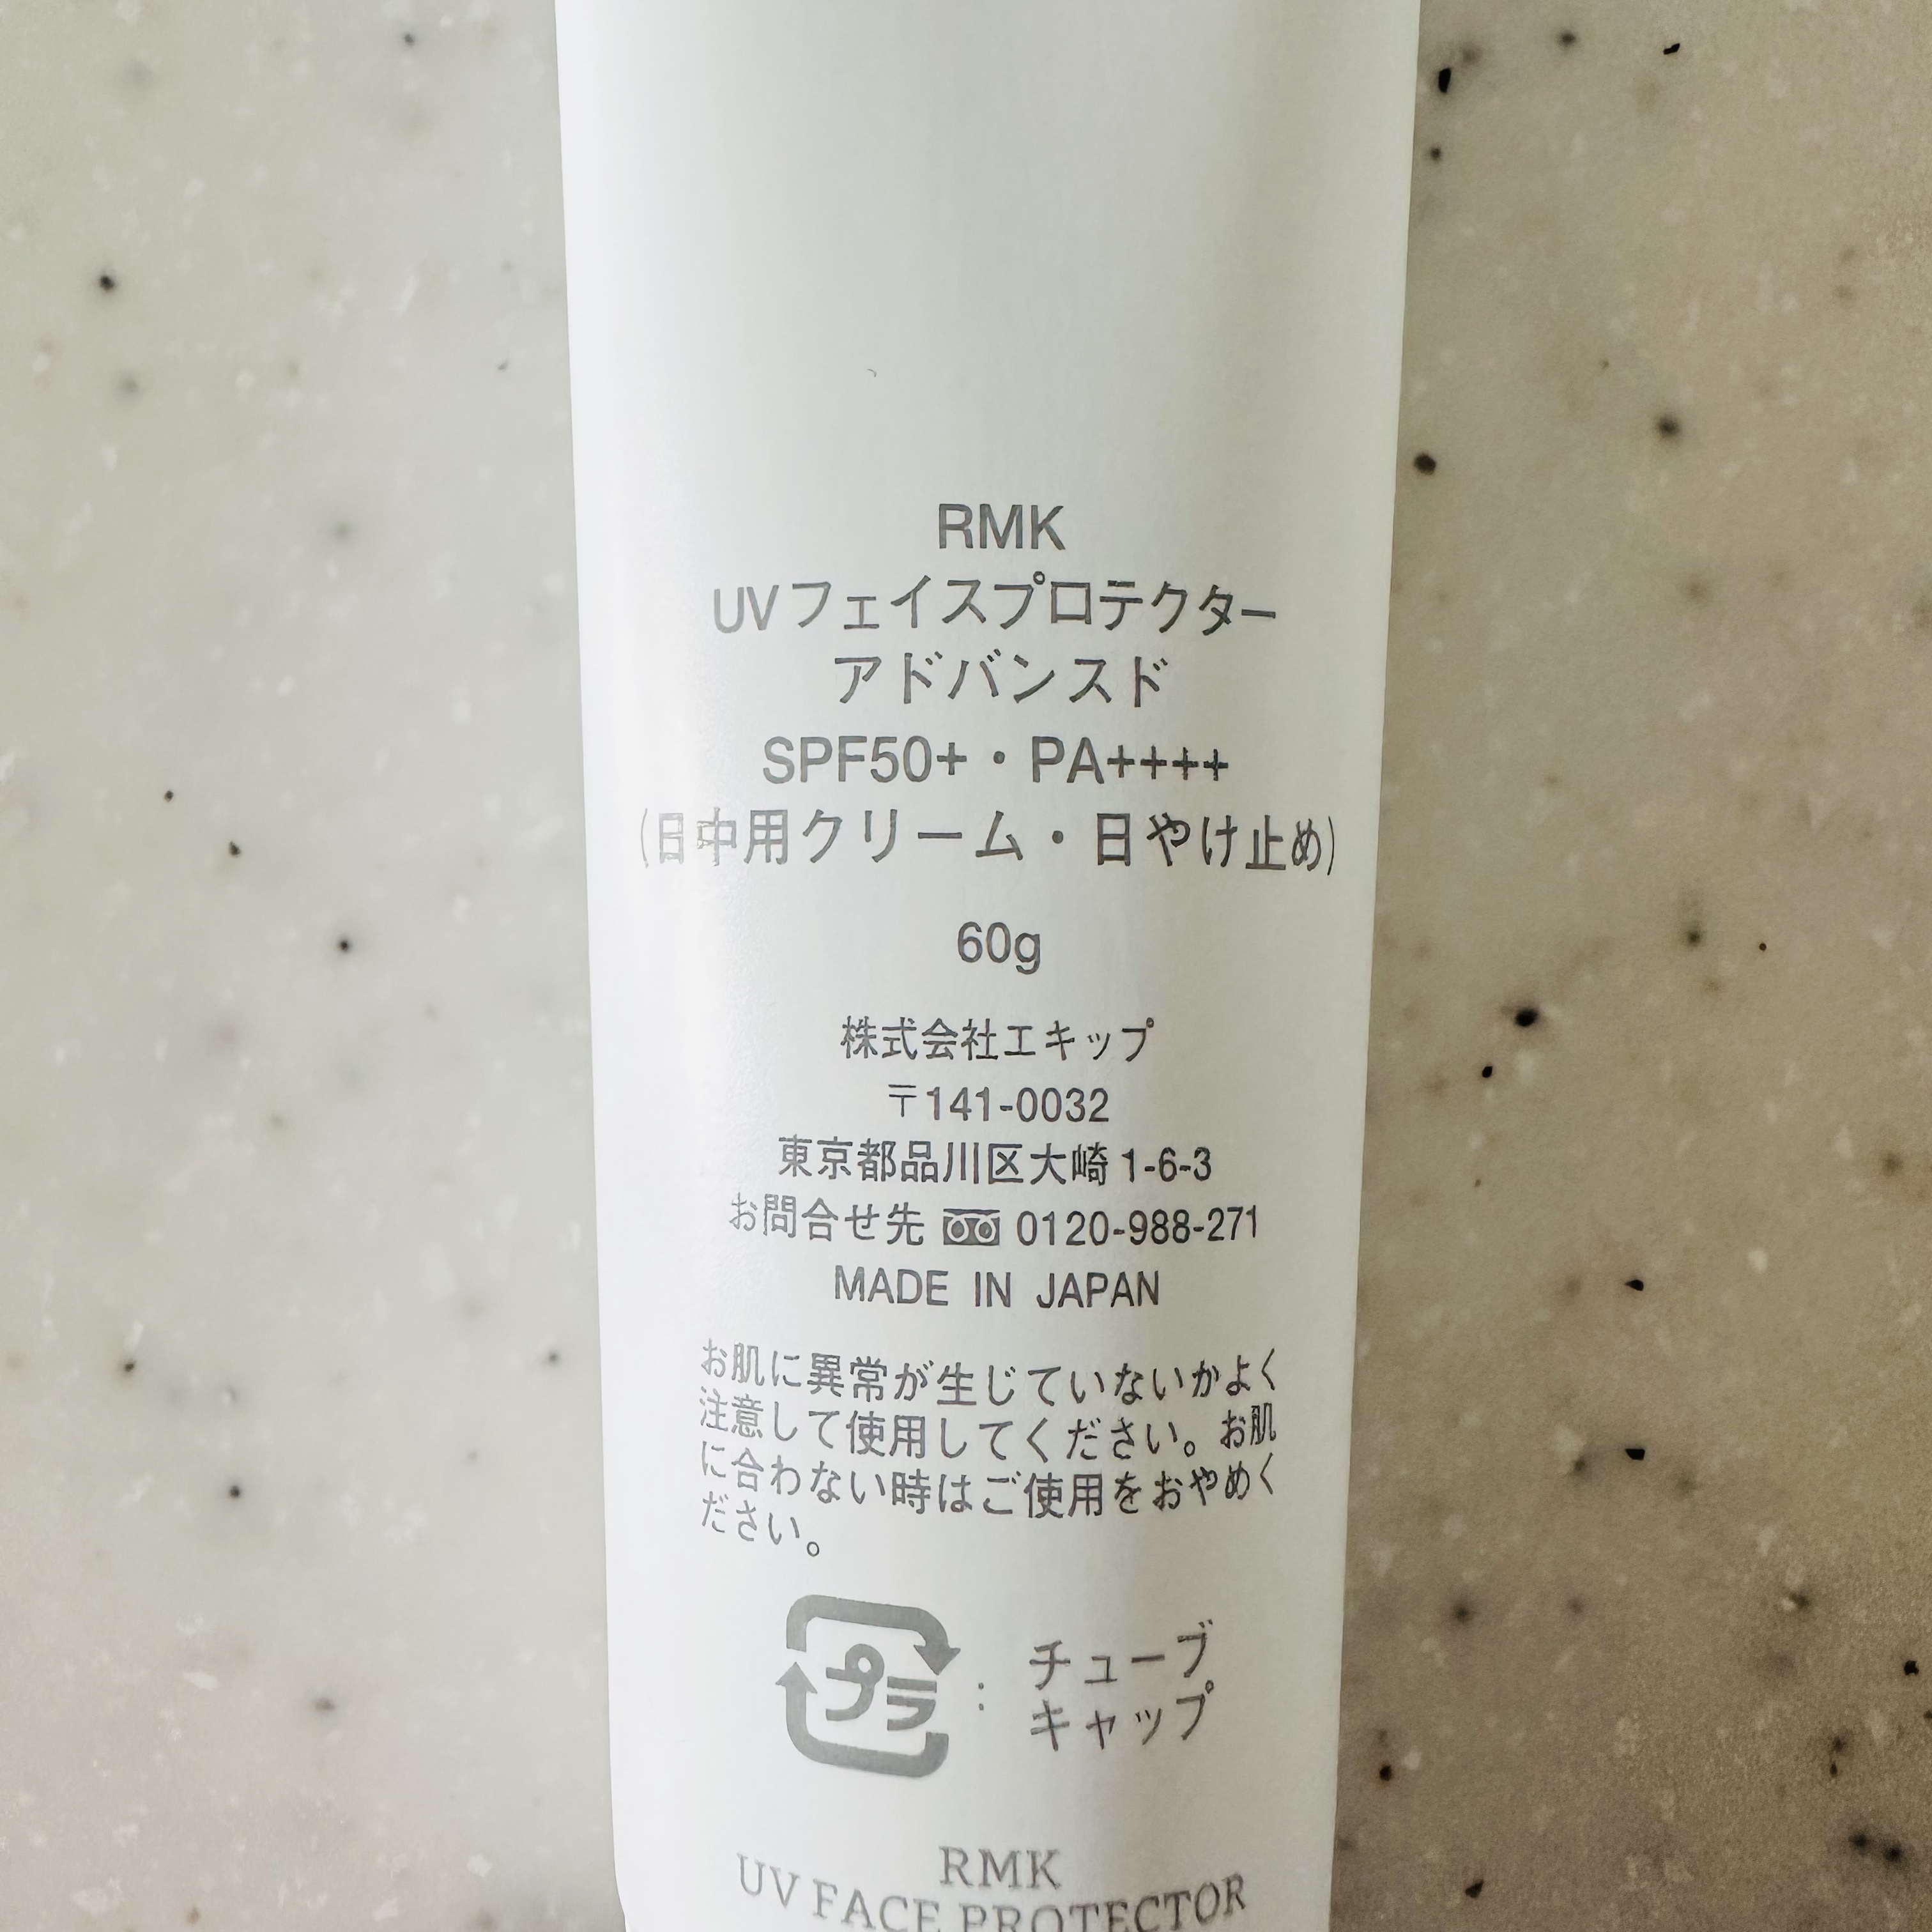 RMK
UVフェイスプロテクター
アドバンスド
SPF50+・PA++++
(日中用クリーム・日やけ止め)
60g
株式会社エキップ
〒141-0032
東京都品川区大崎1-6-3
お問合せ先 0120-988-271
MADE IN JAPAN
お肌に異常が生じていないかよく
注意して使用してください。お肌
に合わない時はご使用をおやめく
ださい。
プラ : チューブ
キャップ
RMK
UV FACE PROTECTOR